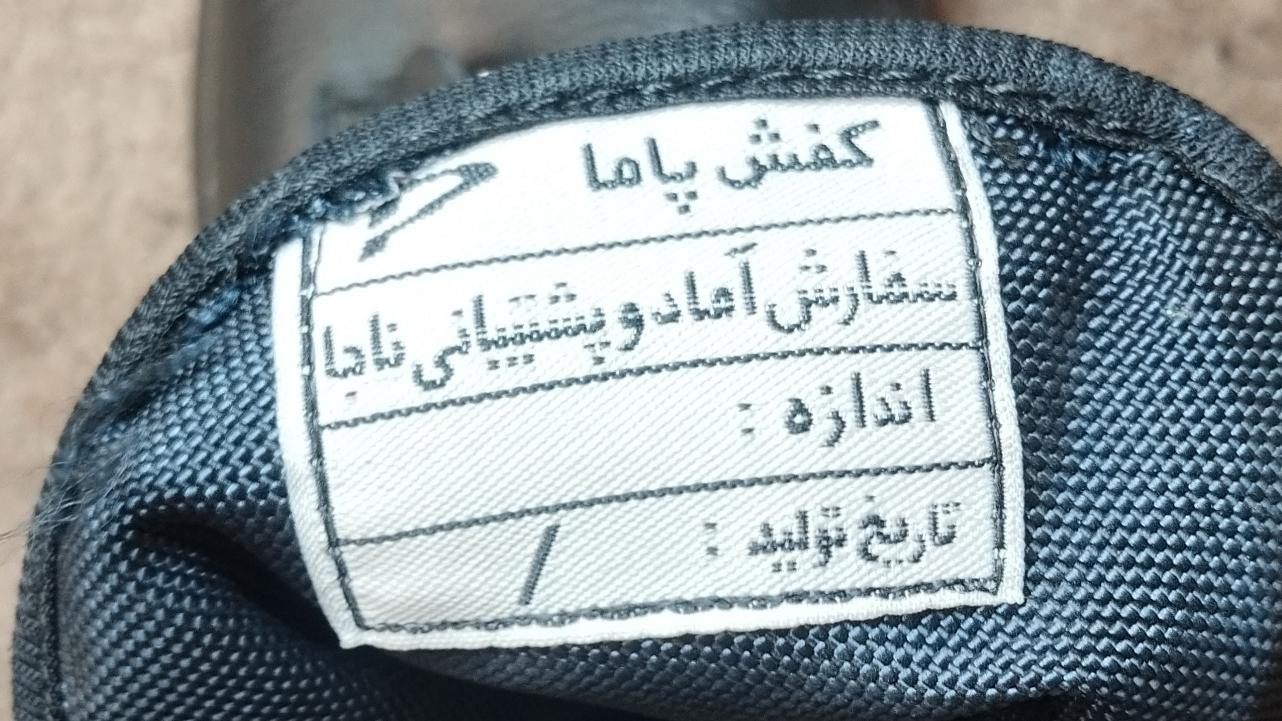 کفش پاما
سفارش آماد و پشتیبانی ناجا
اندازه :
تاریخ تولید : /